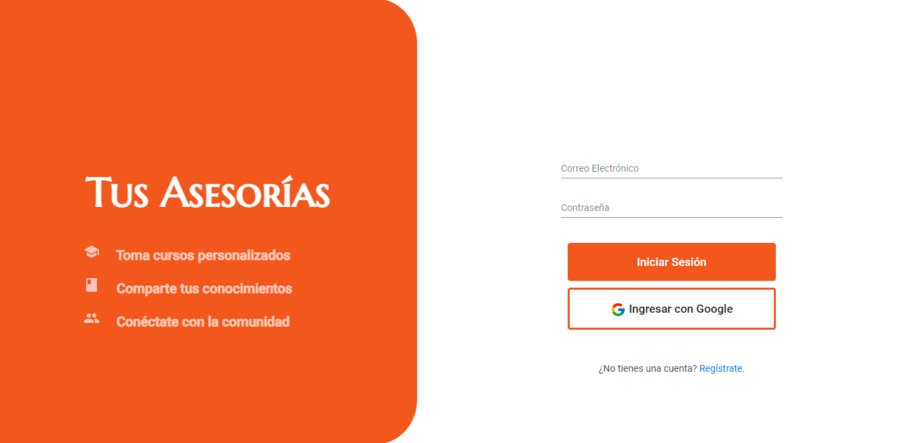 Tus Asesorías
Toma cursos personalizados
Comparte tus conocimientos
Conéctate con la comunidad
Correo Electrónico
Contraseña
Iniciar Sesión
Ingresar con Google
¿No tienes una cuenta? Regístrate.